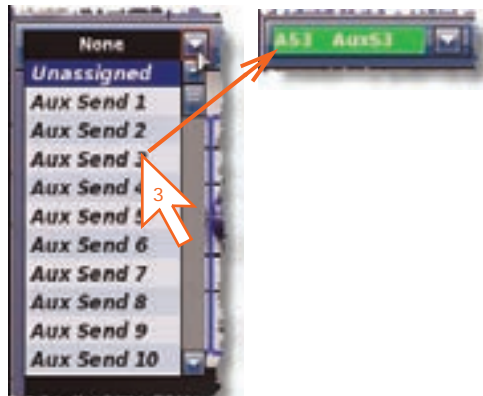 None
Unassigned
Aux Send 1
Aux Send 2
Aux Send 3
Aux Send 4
Aux Send 5
Aux Send 6
Aux Send 7
Aux Send 8
Aux Send 9
Aux Send 10
3
AS3 AuxS3